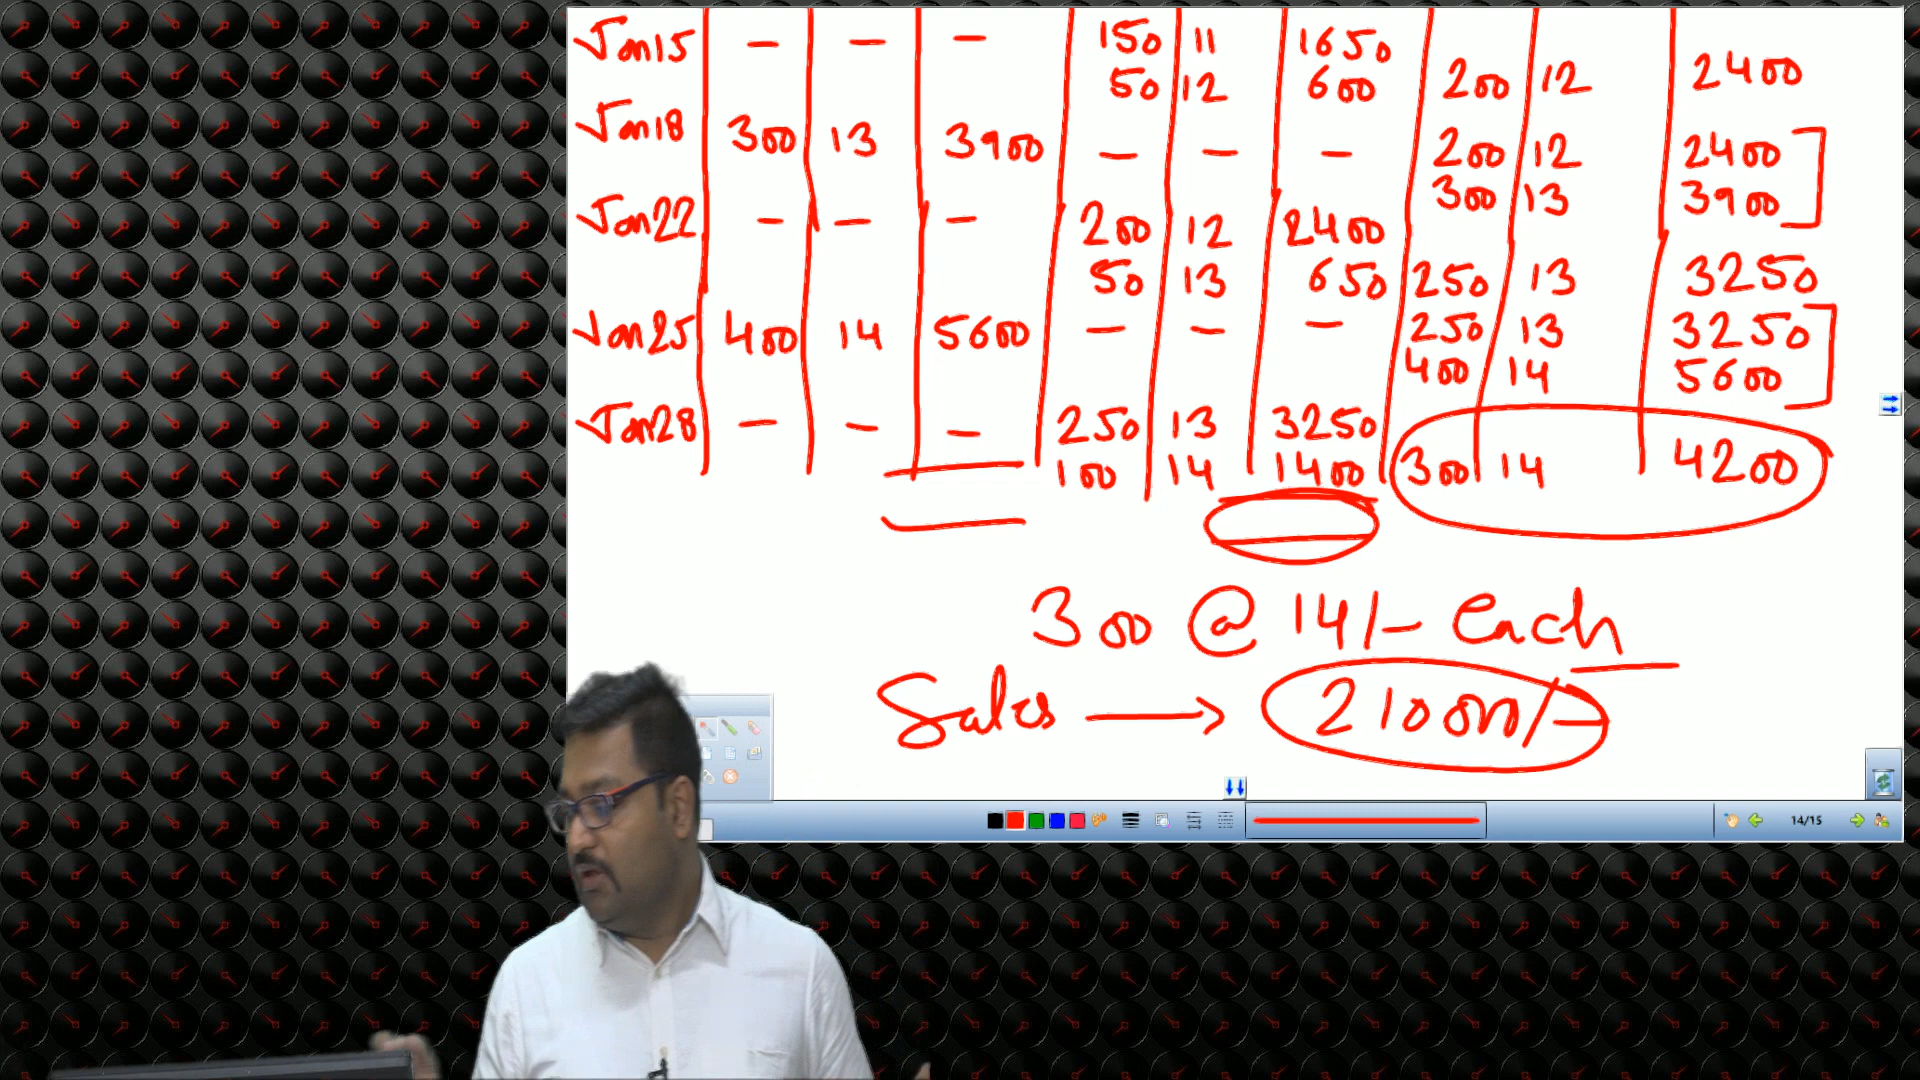 Jan15 — — — 150 11 1650
50 12 600 200 12 2400
Jan18 300 13 3900 — — — 200 12 2400
300 13 3900
Jan22 — — — 200 12 2400
50 13 650 250 13 3250
Jan25 400 14 5600 — — — 250 13 3250
400 14 5600
Jan28 — — — 250 13 3250
100 14 1400 300 14 4200
300 @ 14/- each
Sales → 21000/-
14/15